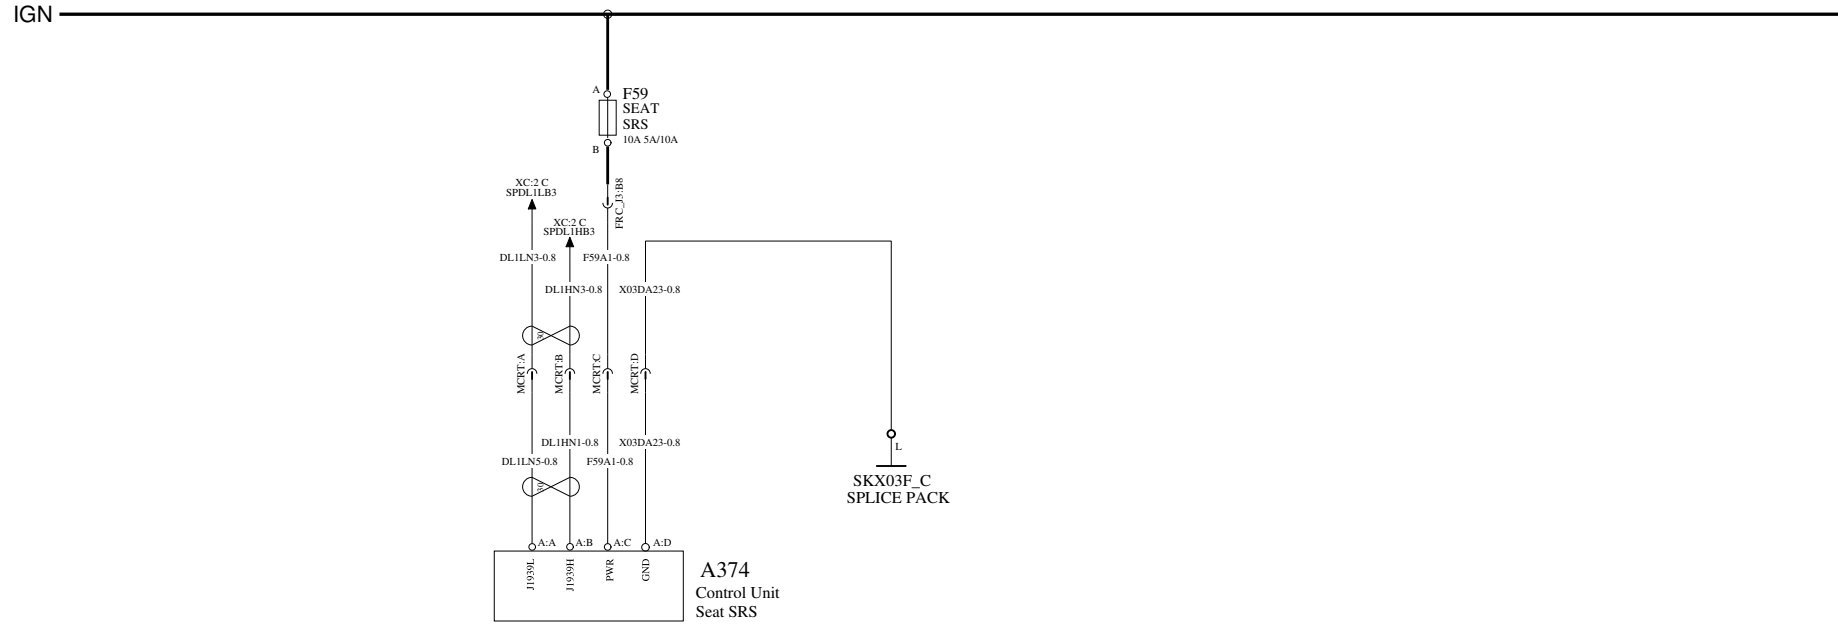 IGN
A
F59
SEAT
SRS
10A 5A/10A
B
XC:2 C
SPDL1LB3
FRC_J3:B8
XC:2 C
SPDL1HB3
DL1LN3-0.8
F59A1-0.8
DL1HN3-0.8
X03DA23-0.8
30
MCRT:A
MCRT:B
MCRT:C
MCRT:D
DL1HN1-0.8
X03DA23-0.8
L
DL1LN5-0.8
F59A1-0.8
30
SKX03F_C
SPLICE PACK
A:A
A:B
A:C
A:D
J1939L
J1939H
PWR
GND
A374
Control Unit
Seat SRS